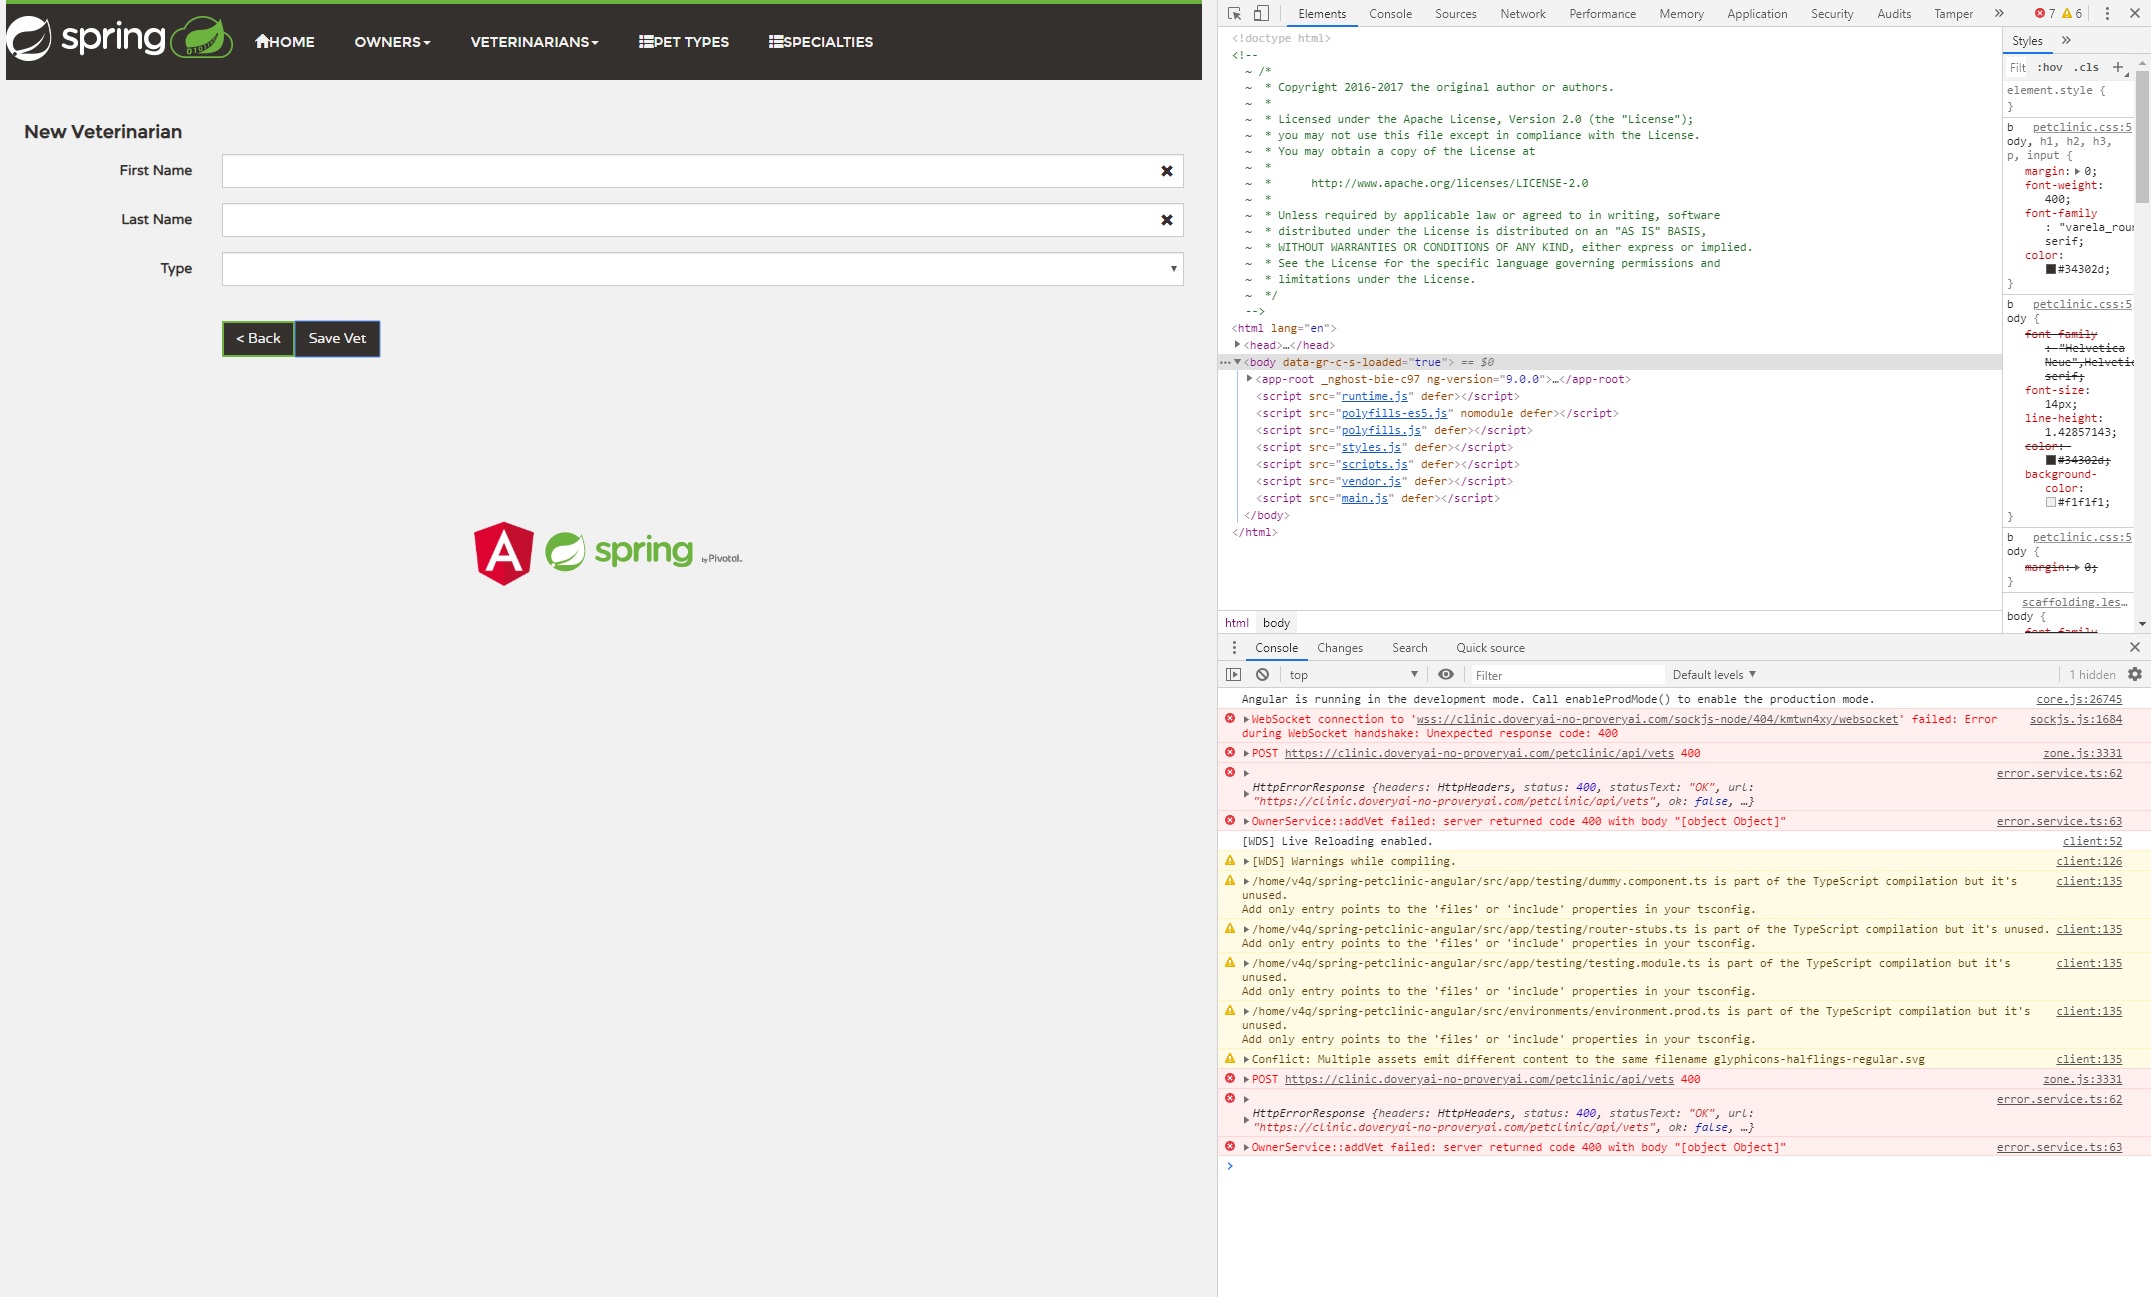 spring
HOME
OWNERS
VETERINARIANS
PET TYPES
SPECIALTIES
New Veterinarian
First Name
Last Name
Type
< Back
Save Vet
spring by Pivotal
Elements Console Sources Network Performance Memory Application Security Audits Tamper » 7 6
<!doctype html>
<!--
~ /*
~  * Copyright 2016-2017 the original author or authors.
~  *
~  * Licensed under the Apache License, Version 2.0 (the "License");
~  * you may not use this file except in compliance with the License.
~  * You may obtain a copy of the License at
~  *
~  *      http://www.apache.org/licenses/LICENSE-2.0
~  *
~  * Unless required by applicable law or agreed to in writing, software
~  * distributed under the License is distributed on an "AS IS" BASIS,
~  * WITHOUT WARRANTIES OR CONDITIONS OF ANY KIND, either express or implied.
~  * See the License for the specific language governing permissions and
~  * limitations under the License.
~  */
-->
<html lang="en">
<head>…</head>
<body data-gr-c-s-loaded="true"> == $0
<app-root _nghost-bie-c97 ng-version="9.0.0">…</app-root>
<script src="runtime.js" defer></script>
<script src="polyfills-es5.js" nomodule defer></script>
<script src="polyfills.js" defer></script>
<script src="styles.js" defer></script>
<script src="scripts.js" defer></script>
<script src="vendor.js" defer></script>
<script src="main.js" defer></script>
</body>
</html>
html body
Styles »
Filt :hov .cls +
element.style {
}
b petclinic.css:5
ody, h1, h2, h3,
p, input {
margin: 0;
font-weight:
400;
font-family
: "varela_rou
serif;
color:
#34302d;
}
b petclinic.css:5
ody {
font-family
: "Helvetica
Neue",Helvetic
serif;
font-size:
14px;
line-height:
1.42857143;
color:
#34302d;
background-
color:
#f1f1f1;
}
b petclinic.css:5
ody {
margin: 0;
}
scaffolding.les…
body {
font-family
Console Changes Search Quick source
top Filter Default levels 1 hidden
Angular is running in the development mode. Call enableProdMode() to enable the production mode. core.js:26745
WebSocket connection to 'wss://clinic.doveryai-no-proveryai.com/sockjs-node/404/kmtwn4xy/websocket' failed: Error sockjs.js:1684
during WebSocket handshake: Unexpected response code: 400
POST https://clinic.doveryai-no-proveryai.com/petclinic/api/vets 400 zone.js:3331
error.service.ts:62
HttpErrorResponse {headers: HttpHeaders, status: 400, statusText: "OK", url:
"https://clinic.doveryai-no-proveryai.com/petclinic/api/vets", ok: false, …}
OwnerService::addVet failed: server returned code 400 with body "[object Object]" error.service.ts:63
[WDS] Live Reloading enabled. client:52
[WDS] Warnings while compiling. client:126
/home/v4q/spring-petclinic-angular/src/app/testing/dummy.component.ts is part of the TypeScript compilation but it's client:135
unused.
Add only entry points to the 'files' or 'include' properties in your tsconfig.
/home/v4q/spring-petclinic-angular/src/app/testing/router-stubs.ts is part of the TypeScript compilation but it's unused. client:135
Add only entry points to the 'files' or 'include' properties in your tsconfig.
/home/v4q/spring-petclinic-angular/src/app/testing/testing.module.ts is part of the TypeScript compilation but it's client:135
unused.
Add only entry points to the 'files' or 'include' properties in your tsconfig.
/home/v4q/spring-petclinic-angular/src/environments/environment.prod.ts is part of the TypeScript compilation but it's client:135
unused.
Add only entry points to the 'files' or 'include' properties in your tsconfig.
Conflict: Multiple assets emit different content to the same filename glyphicons-halflings-regular.svg client:135
POST https://clinic.doveryai-no-proveryai.com/petclinic/api/vets 400 zone.js:3331
error.service.ts:62
HttpErrorResponse {headers: HttpHeaders, status: 400, statusText: "OK", url:
"https://clinic.doveryai-no-proveryai.com/petclinic/api/vets", ok: false, …}
OwnerService::addVet failed: server returned code 400 with body "[object Object]" error.service.ts:63